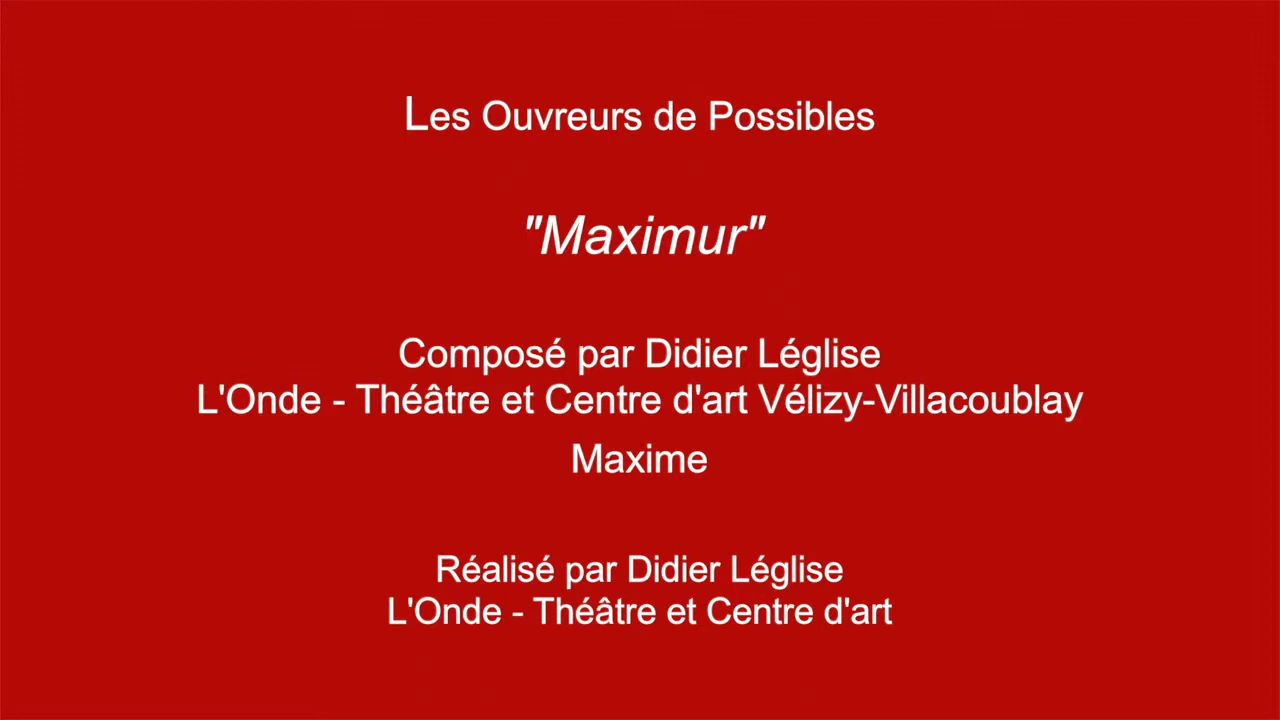 Les Ouvreurs de Possibles
"Maximur"
Composé par Didier Léglise
L'Onde - Théâtre et Centre d'art Vélizy-Villacoublay
Maxime
Réalisé par Didier Léglise
L'Onde - Théâtre et Centre d'art